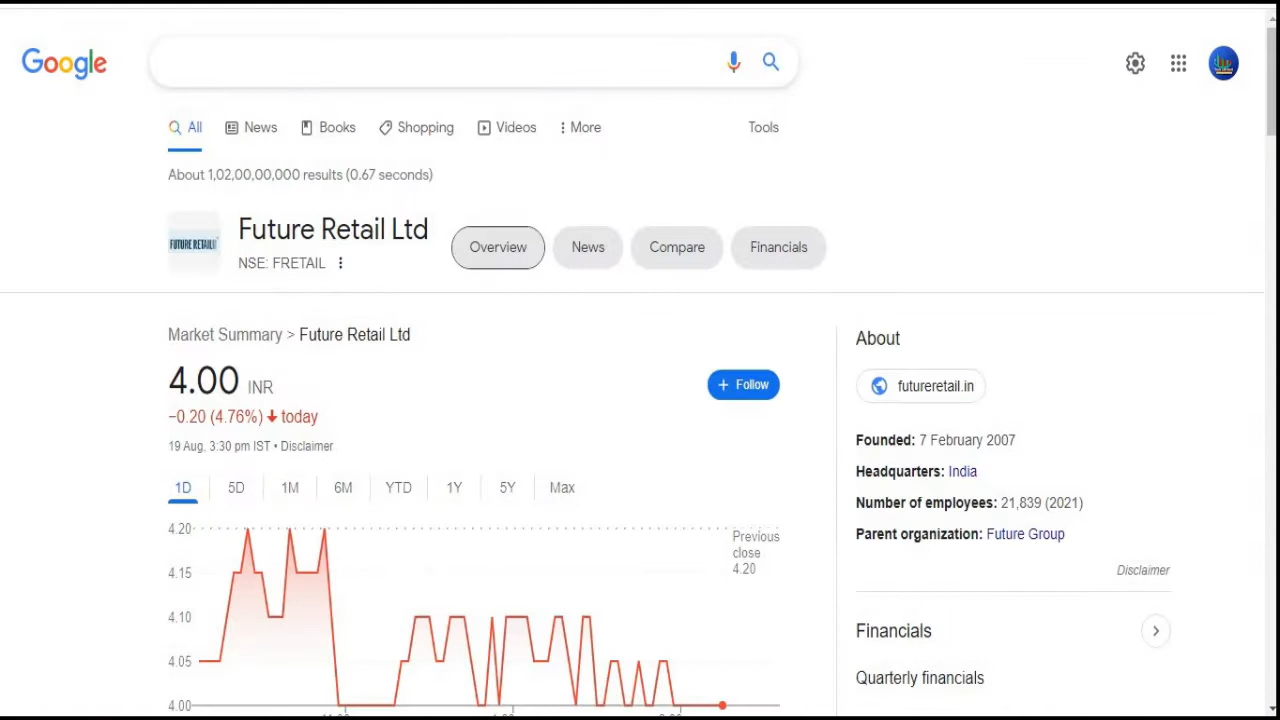 Google
All
News
Books
Shopping
Videos
More
Tools
About 1,02,00,00,000 results (0.67 seconds)
FUTURE RETAIL
Future Retail Ltd
NSE: FRETAIL
Overview
News
Compare
Financials
Market Summary > Future Retail Ltd
4.00 INR
+ Follow
−0.20 (4.76%) ↓ today
19 Aug, 3:30 pm IST • Disclaimer
1D
5D
1M
6M
YTD
1Y
5Y
Max
4.20
4.15
4.10
4.05
4.00
Previous
close
4.20
About
futureretail.in
Founded: 7 February 2007
Headquarters: India
Number of employees: 21,839 (2021)
Parent organization: Future Group
Disclaimer
Financials
Quarterly financials